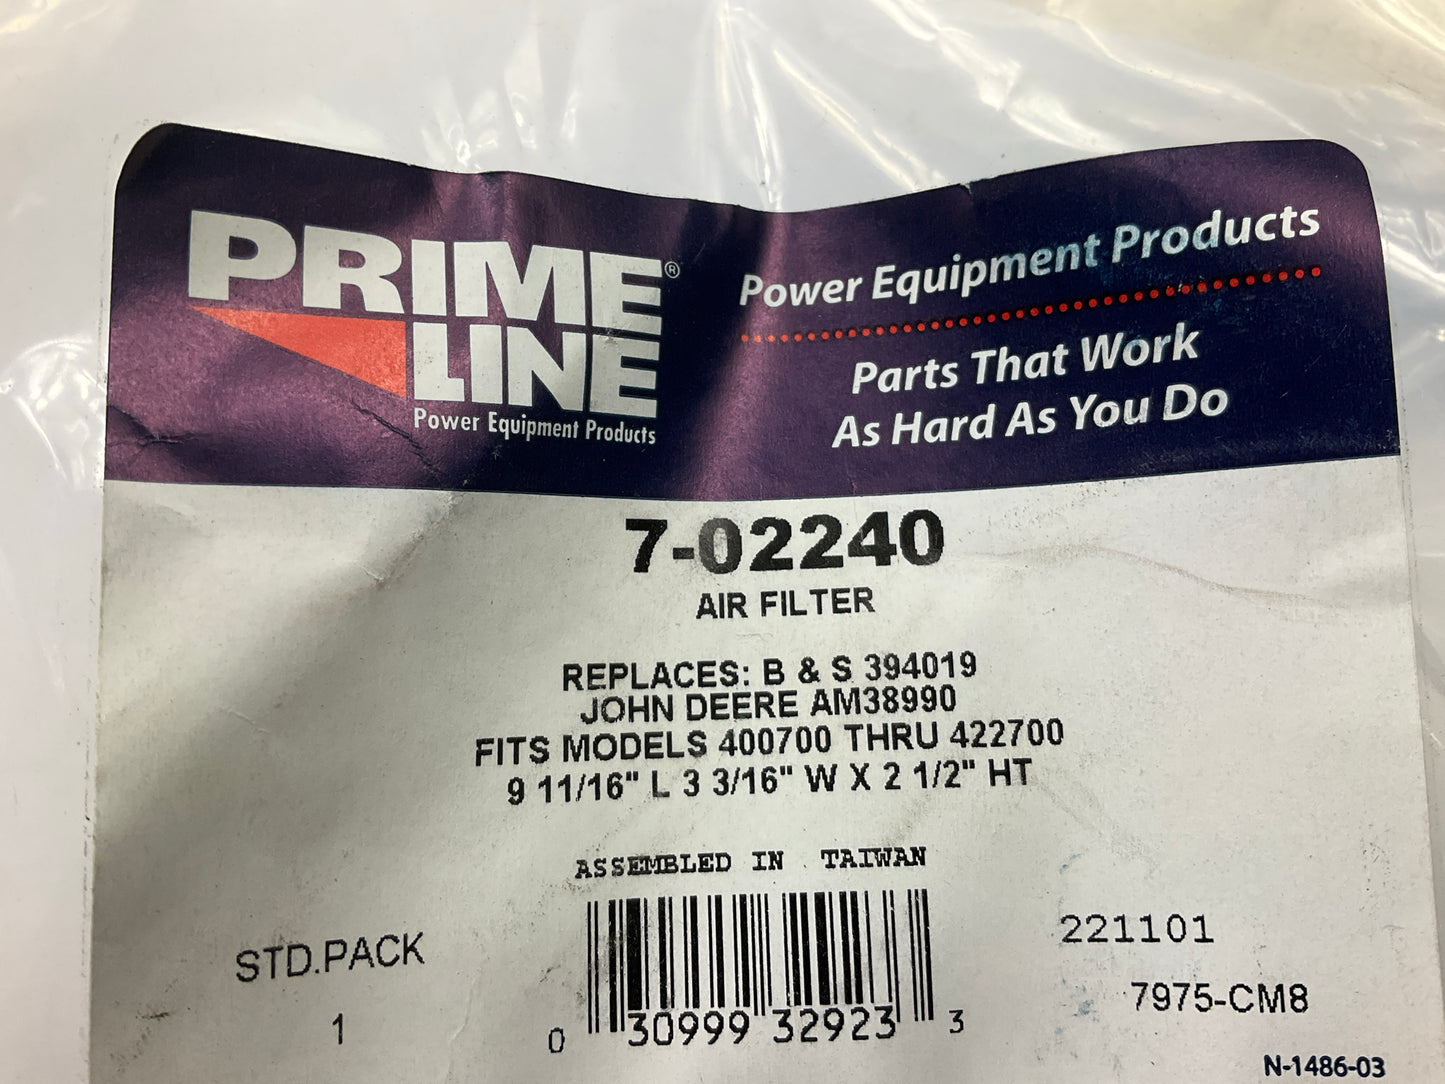 PRIME®
LINE
Power Equipment Products
Power Equipment Products
Parts That Work
As Hard As You Do
7-02240
AIR FILTER
REPLACES: B & S 394019
JOHN DEERE AM38990
FITS MODELS 400700 THRU 422700
9 11/16" L 3 3/16" W X 2 1/2" HT
ASSEMBLED IN TAIWAN
STD.PACK
1
0 30999 32923 3
221101
7975-CM8
N-1486-03